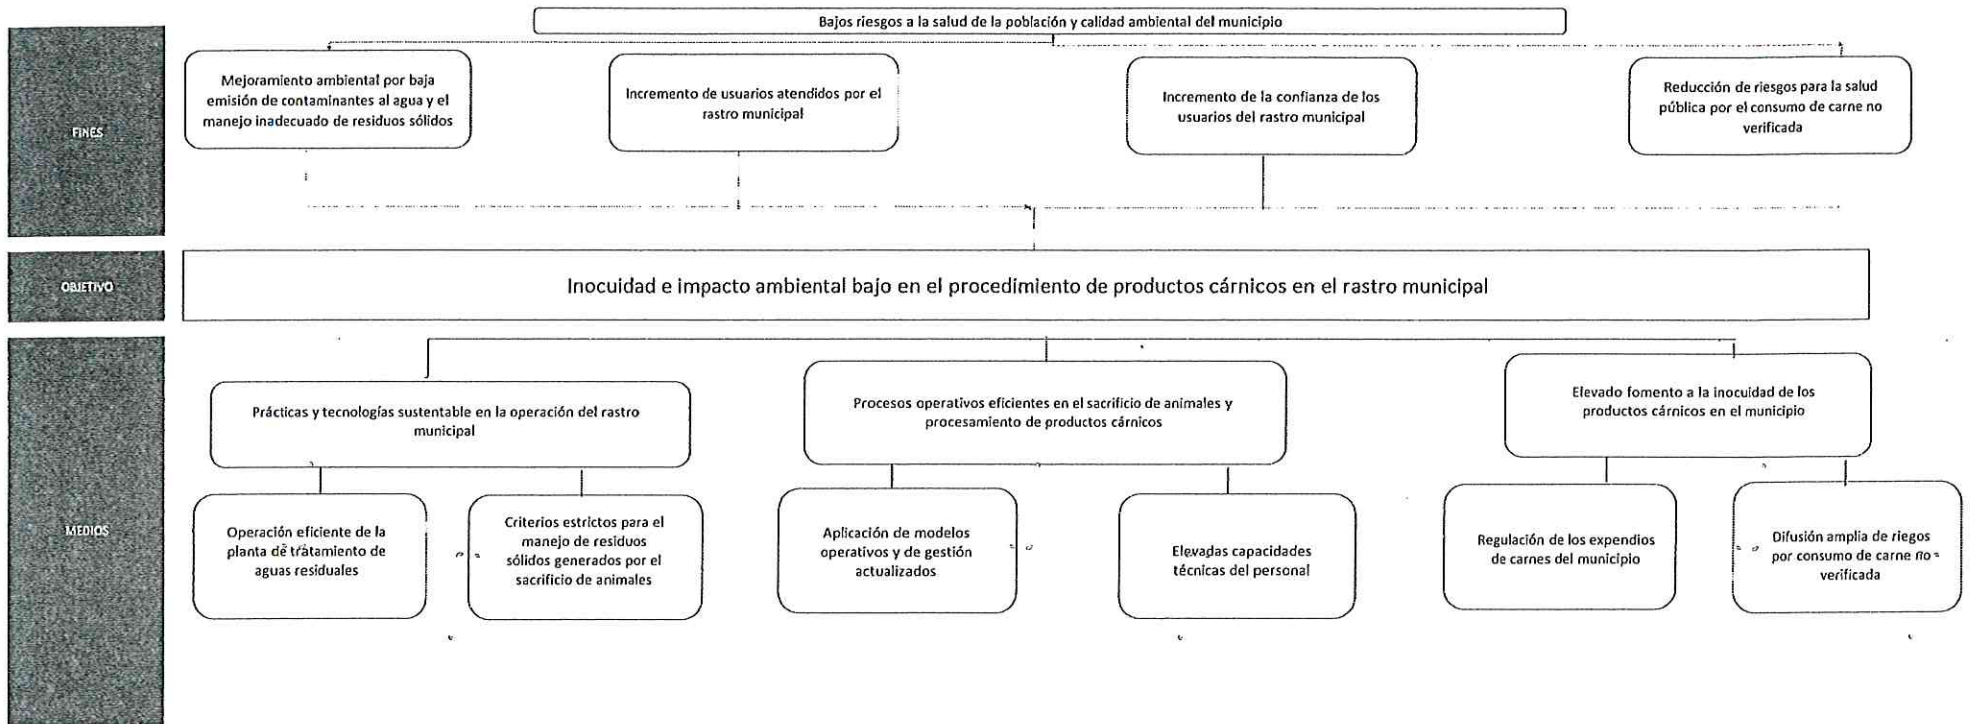 Bajos riesgos a la salud de la población y calidad ambiental del municipio
FINES
Mejoramiento ambiental por baja
emisión de contaminantes al agua y el
manejo inadecuado de residuos sólidos
Incremento de usuarios atendidos por el
rastro municipal
Incremento de la confianza de los
usuarios del rastro municipal
Reducción de riesgos para la salud
pública por el consumo de carne no
verificada
OBJETIVO
Inocuidad e impacto ambiental bajo en el procedimiento de productos cárnicos en el rastro municipal
MEDIOS
Prácticas y tecnologías sustentable en la operación del rastro
municipal
Procesos operativos eficientes en el sacrificio de animales y
procesamiento de productos cárnicos
Elevado fomento a la inocuidad de los
productos cárnicos en el municipio
Operación eficiente de la
planta de tratamiento de
aguas residuales
Criterios estrictos para el
manejo de residuos
sólidos generados por el
sacrificio de animales
Aplicación de modelos
operativos y de gestión
actualizados
Elevadas capacidades
técnicas del personal
Regulación de los expendios
de carnes del municipio
Difusión amplia de riegos
por consumo de carne no
verificada